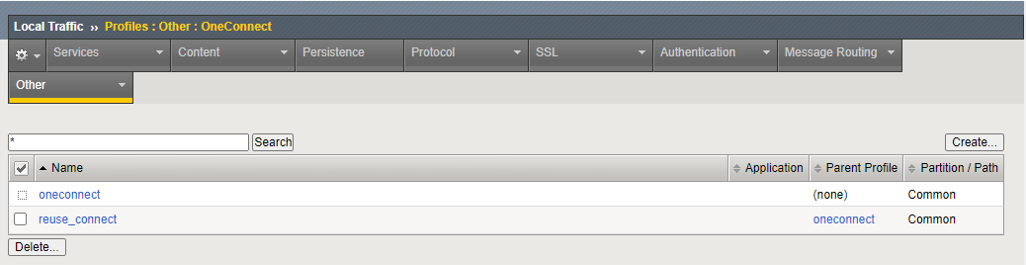 Local Traffic ›› Profiles : Other : OneConnect
Services Content Persistence Protocol SSL Authentication Message Routing
Other
* Search Create...
Name Application Parent Profile Partition / Path
oneconnect (none) Common
reuse_connect oneconnect Common
Delete...